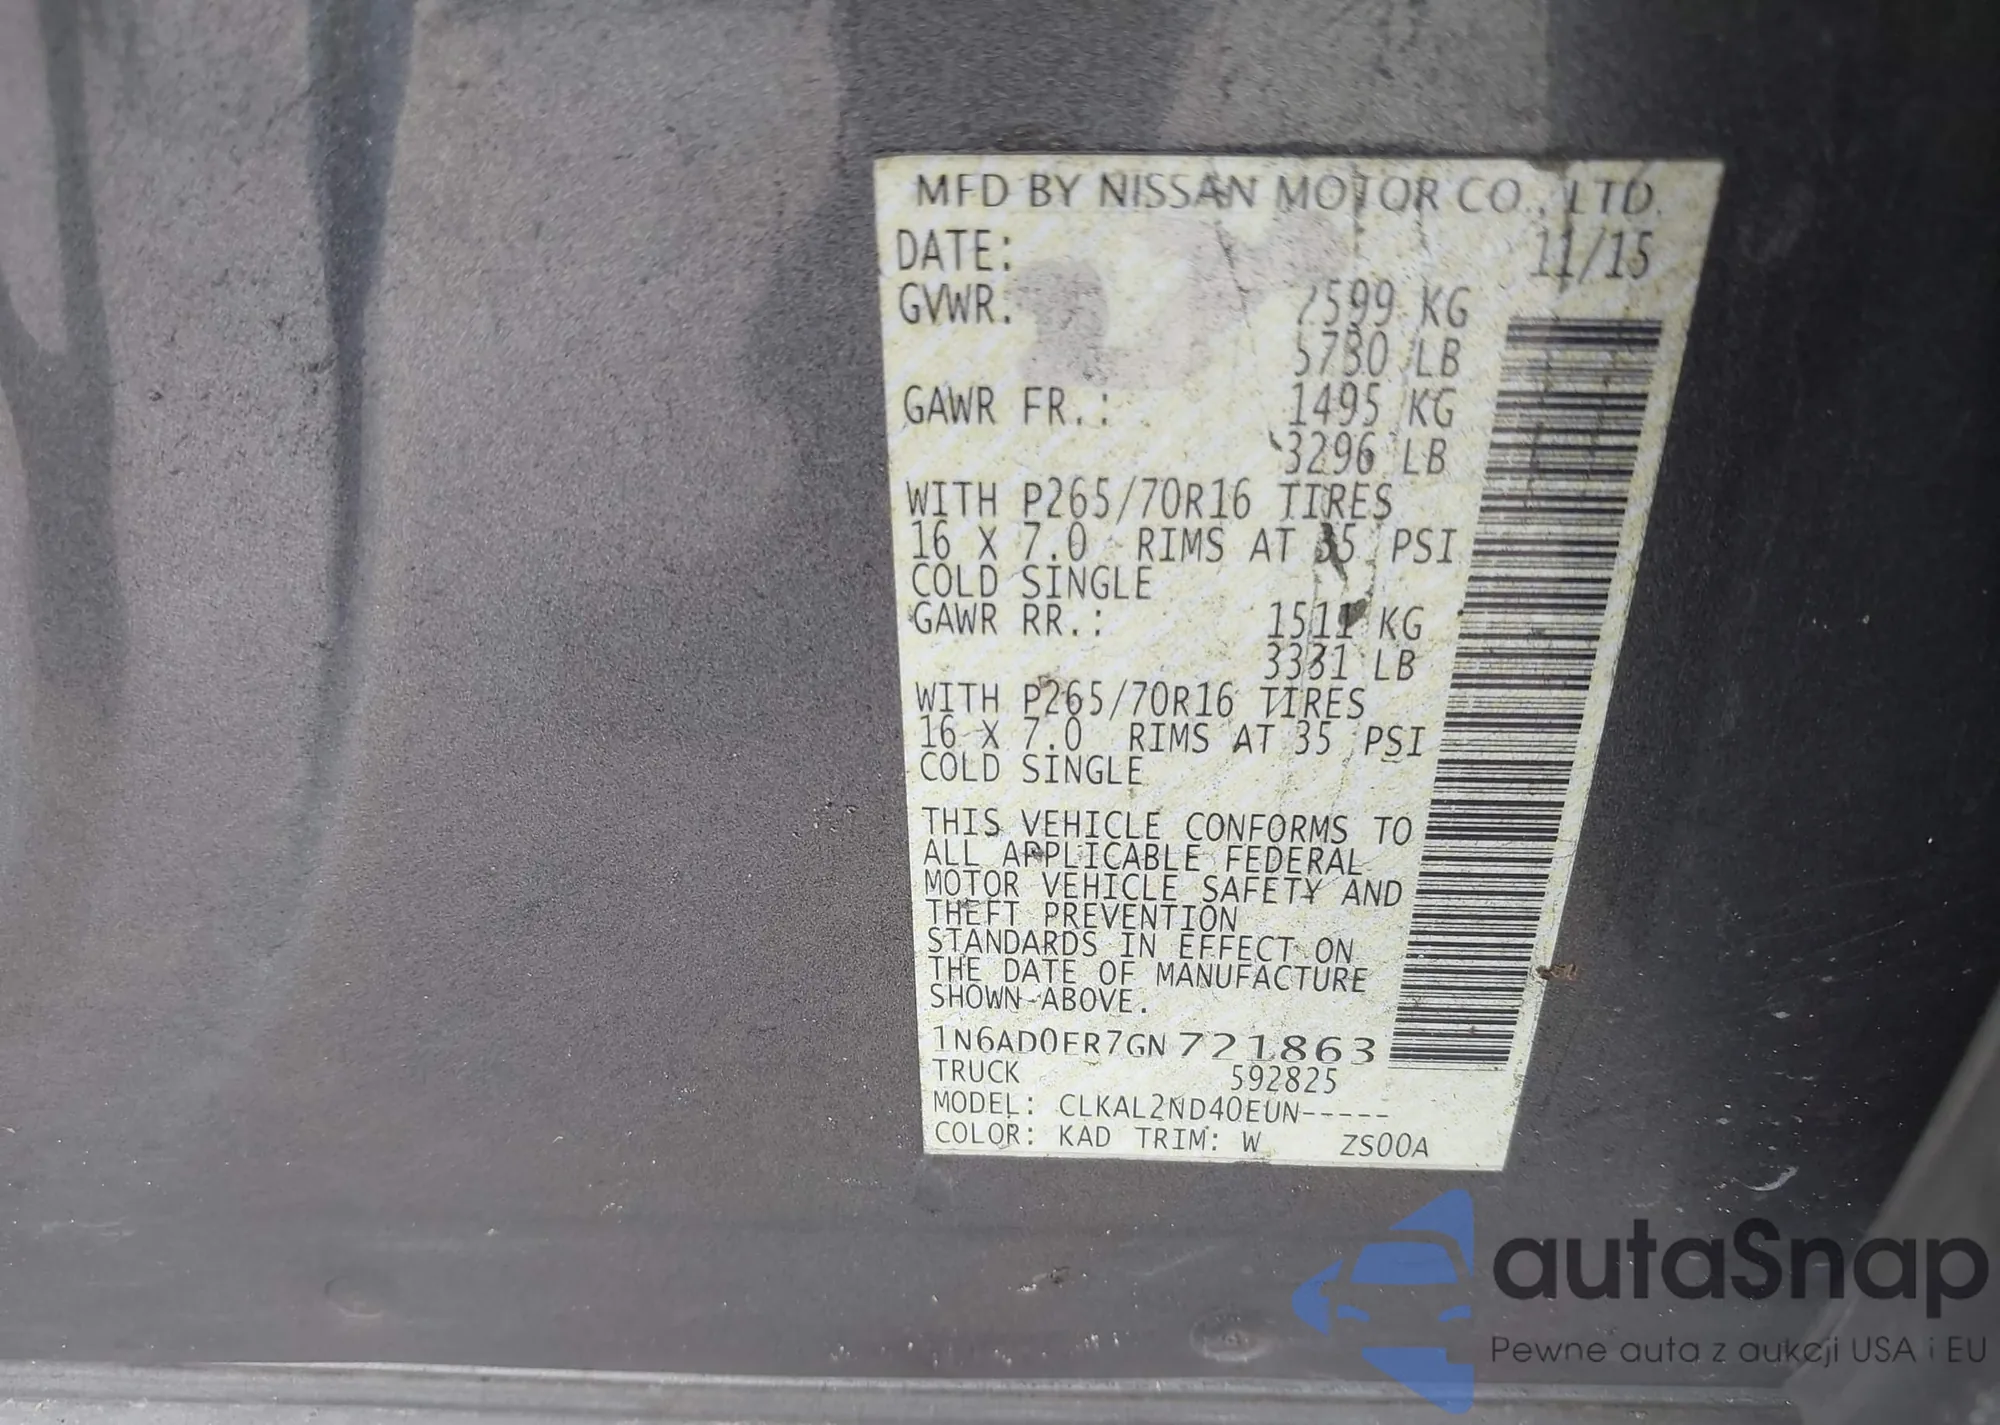 MFD BY NISSAN MOTOR CO., LTD.
DATE: 11/15
GVWR: 2599 KG
5730 LB
GAWR FR.: 1495 KG
3296 LB
WITH P265/70R16 TIRES
16 X 7.0 RIMS AT 35 PSI
COLD SINGLE
GAWR RR.: 1511 KG
3331 LB
WITH P265/70R16 TIRES
16 X 7.0 RIMS AT 35 PSI
COLD SINGLE
THIS VEHICLE CONFORMS TO
ALL APPLICABLE FEDERAL
MOTOR VEHICLE SAFETY AND
THEFT PREVENTION
STANDARDS IN EFFECT ON
THE DATE OF MANUFACTURE
SHOWN ABOVE.
1N6AD0ER7GN721863
TRUCK 592825
MODEL: CLKAL2ND40EUN-----
COLOR: KAD TRIM: W ZS00A
autaSnap
Pewne auta z aukcji USA i EU